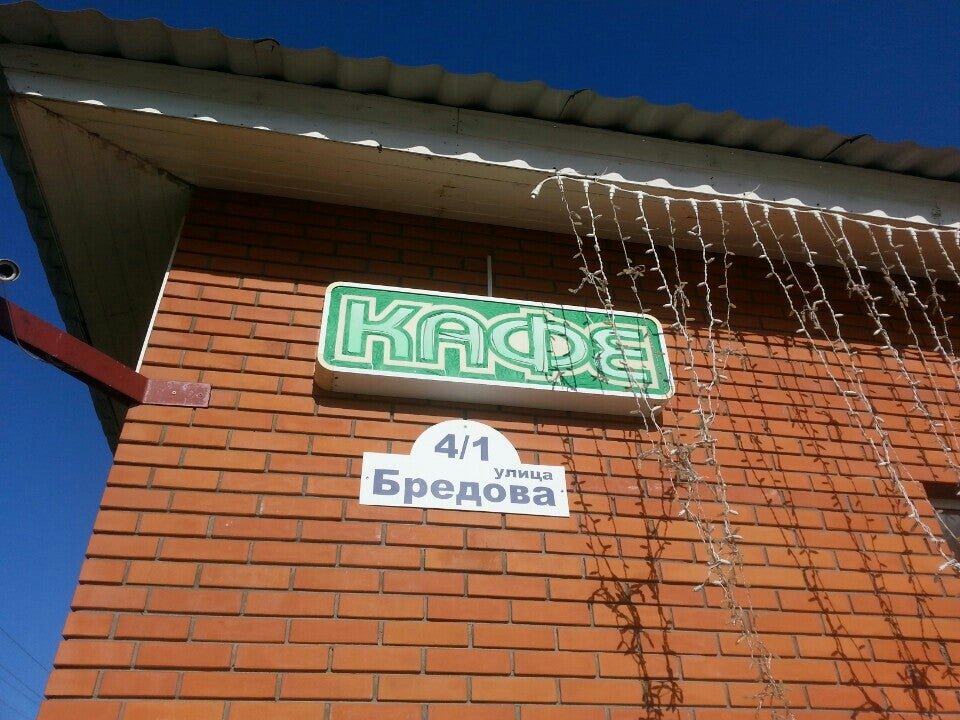 КАФЕ
4/1
улица
Бредова